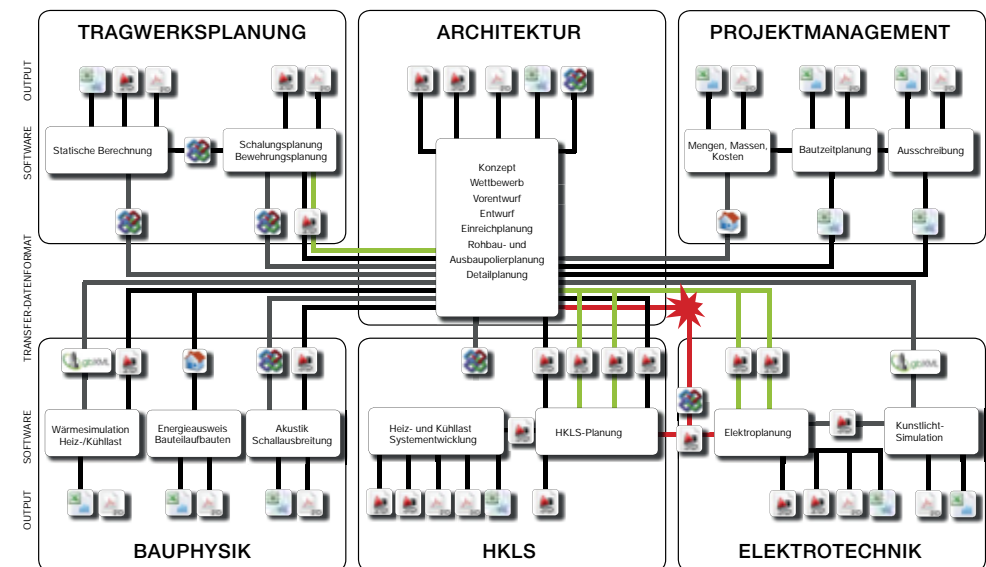 TRAGWERKSPLANUNG
ARCHITEKTUR
PROJEKTMANAGEMENT
OUTPUT
SOFTWARE
TRANSFER-DATENFORMAT
SOFTWARE
OUTPUT
Statische Berechnung
Schalungsplanung
Bewehrungsplanung
Konzept
Wettbewerb
Vorentwurf
Entwurf
Einreichplanung
Rohbau- und
Ausbaupolierplanung
Detailplanung
Mengen, Massen,
Kosten
Bautzeitplanung
Ausschreibung
gbXML
gbXML
Wärmesimulation
Heiz-/Kühllast
Energieausweis
Bauteilaufbauten
Akustik
Schallausbreitung
Heiz- und Kühllast
Systementwicklung
HKLS-Planung
Elektroplanung
Kunstlicht-
Simulation
BAUPHYSIK
HKLS
ELEKTROTECHNIK